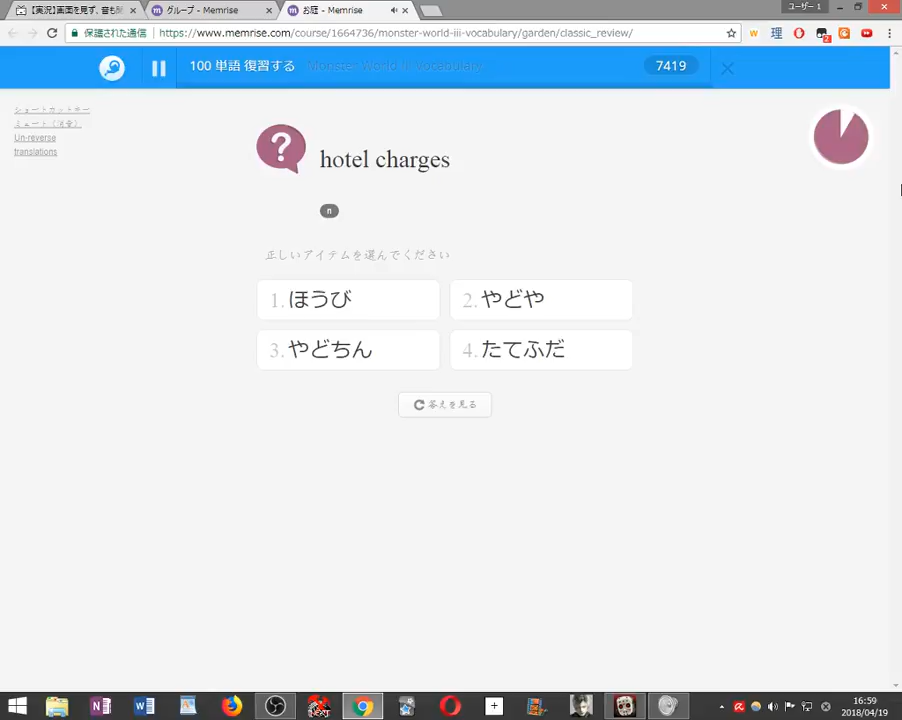 【実況】画面を見ず、音も
グループ - Memrise
お庭 - Memrise
ユーザー 1
保護された通信
https://www.memrise.com/course/1664736/monster-world-iii-vocabulary/garden/classic_review/
100 単語 復習する
Monster World III Vocabulary
7419
ショートカットキー
ミュート（消音）
Un-reverse
translations
?
hotel charges
n
正しいアイテムを選んでください
1. ほうび
2. やどや
3. やどちん
4. たてふだ
答えを見る
16:59
2018/04/19